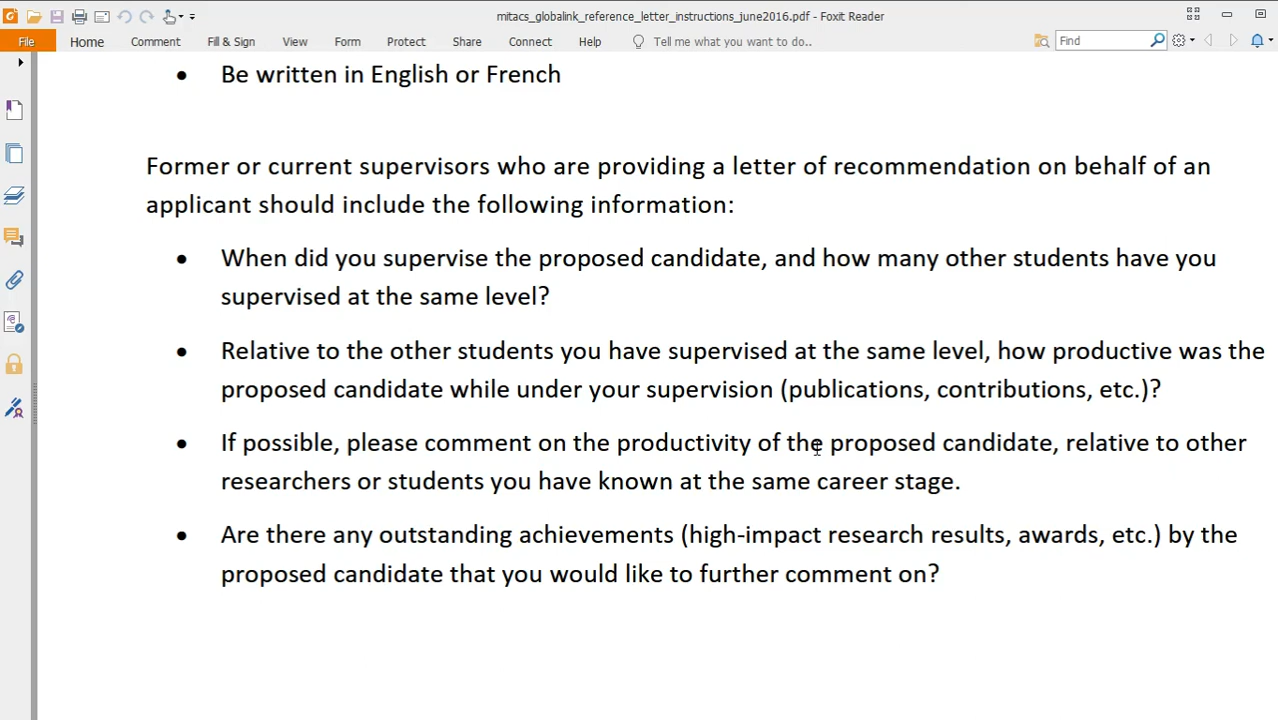 mitacs_globalink_reference_letter_instructions_june2016.pdf - Foxit Reader
File Home Comment Fill & Sign View Form Protect Share Connect Help Tell me what you want to do.. Find
• Be written in English or French
Former or current supervisors who are providing a letter of recommendation on behalf of an
applicant should include the following information:
• When did you supervise the proposed candidate, and how many other students have you
supervised at the same level?
• Relative to the other students you have supervised at the same level, how productive was the
proposed candidate while under your supervision (publications, contributions, etc.)?
• If possible, please comment on the productivity of the proposed candidate, relative to other
researchers or students you have known at the same career stage.
• Are there any outstanding achievements (high-impact research results, awards, etc.) by the
proposed candidate that you would like to further comment on?